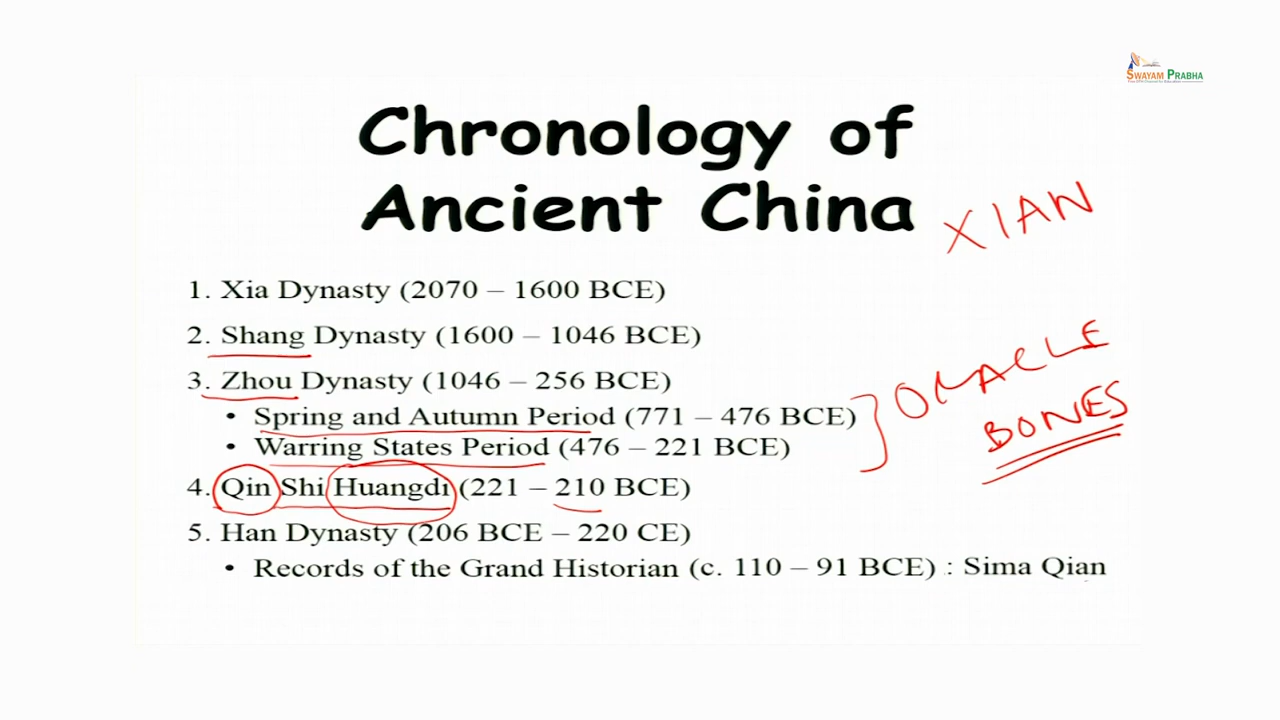 SWAYAM PRABHA
Chronology of
Ancient China
XIAN
1. Xia Dynasty (2070 – 1600 BCE)
2. Shang Dynasty (1600 – 1046 BCE)
3. Zhou Dynasty (1046 – 256 BCE)
• Spring and Autumn Period (771 – 476 BCE)
• Warring States Period (476 – 221 BCE)
ORACLE
BONES
4. Qin Shi Huangdi (221 – 210 BCE)
5. Han Dynasty (206 BCE – 220 CE)
• Records of the Grand Historian (c. 110 – 91 BCE) : Sima Qian